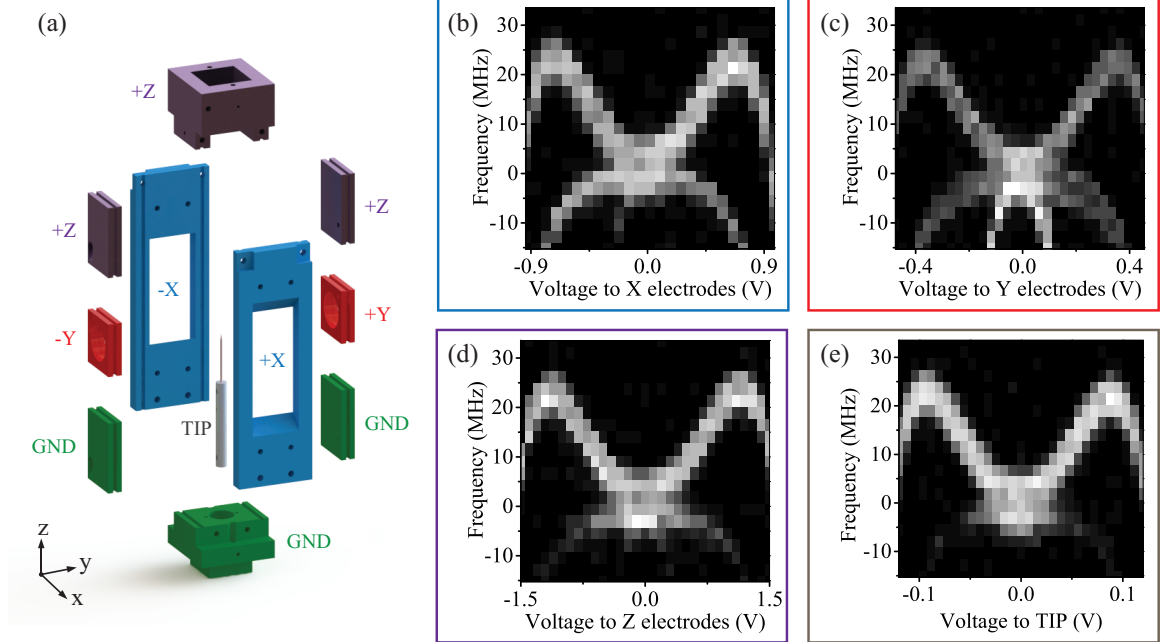 (a)
+Z
+Z
+Z
-X
-Y
+Y
+X
TIP
GND
GND
GND
z
y
x
(b)
Frequency (MHz)
30
20
10
0
-10
-0.9
0.0
0.9
Voltage to X electrodes (V)
(c)
Frequency (MHz)
30
20
10
0
-10
-0.4
0.0
0.4
Voltage to Y electrodes (V)
(d)
Frequency (MHz)
30
20
10
0
-10
-1.5
0.0
1.5
Voltage to Z electrodes (V)
(e)
Frequency (MHz)
30
20
10
0
-10
-0.1
0.0
0.1
Voltage to TIP (V)